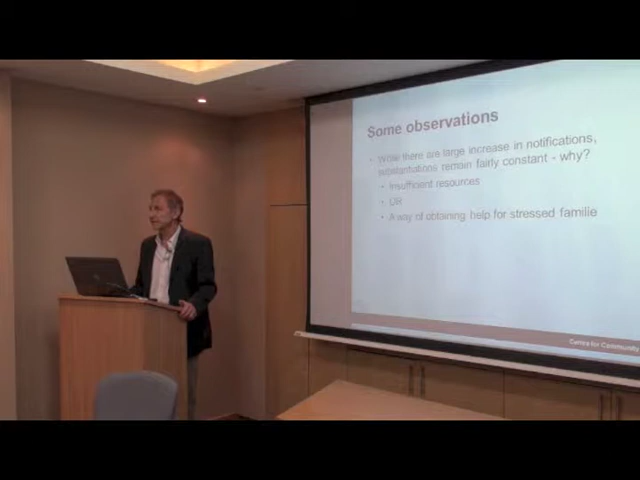 Some observations
• While there are large increase in notifications,
substantiations remain fairly constant - why?
• Insufficient resources
• OR
• A way of obtaining help for stressed familie
Centre for Community